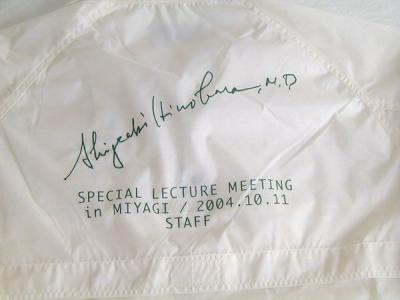 Shigeaki Hinohara, M.D
SPECIAL LECTURE MEETING
in MIYAGI / 2004.10.11
STAFF